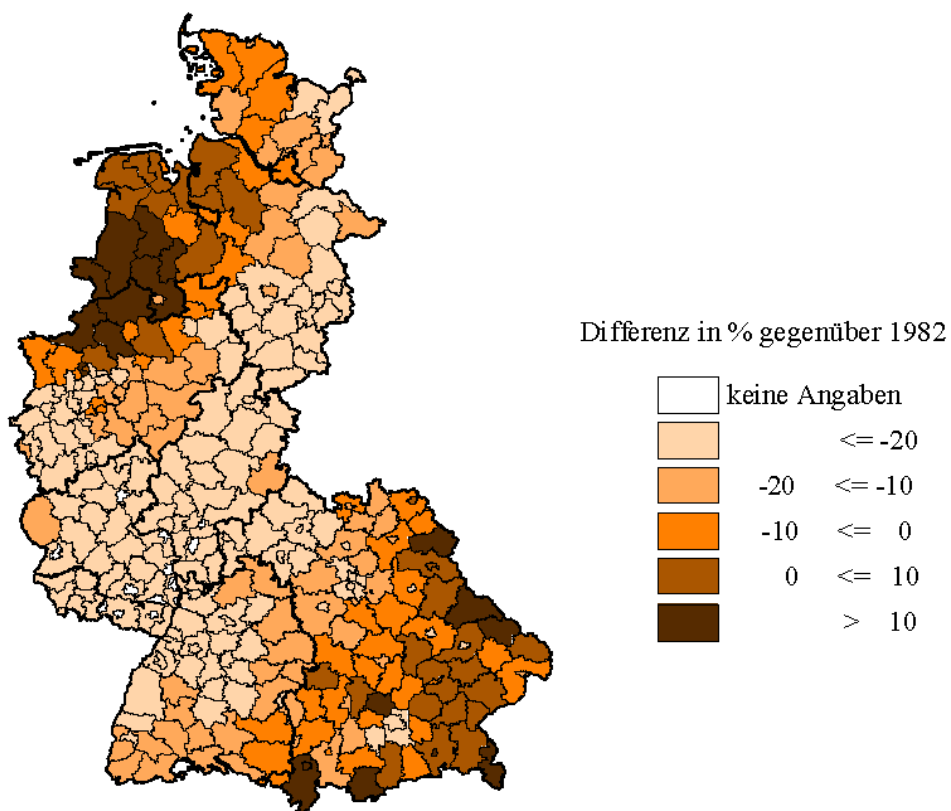 Differenz in % gegenüber 1982
keine Angaben
<= -20
-20 <= -10
-10 <= 0
0 <= 10
> 10